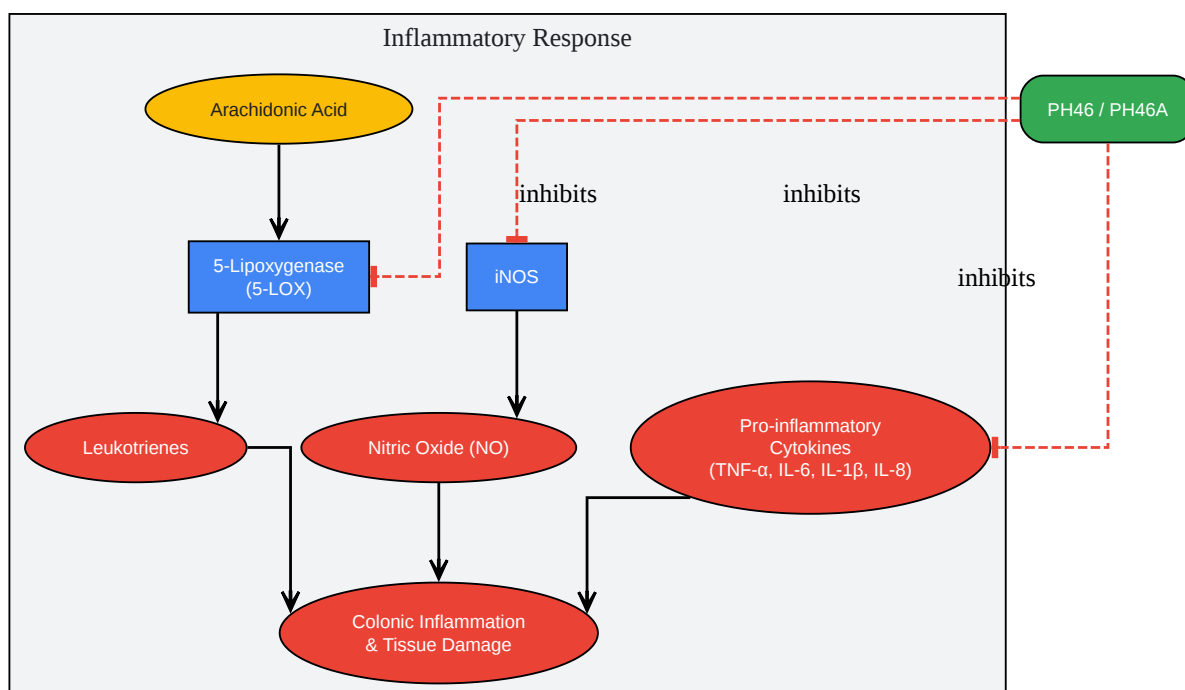 Inflammatory Response
Arachidonic Acid
PH46 / PH46A
inhibits
inhibits
5-Lipoxygenase
(5-LOX)
iNOS
inhibits
Leukotrienes
Nitric Oxide (NO)
Pro-inflammatory
Cytokines
(TNF-α, IL-6, IL-1β, IL-8)
Colonic Inflammation
& Tissue Damage